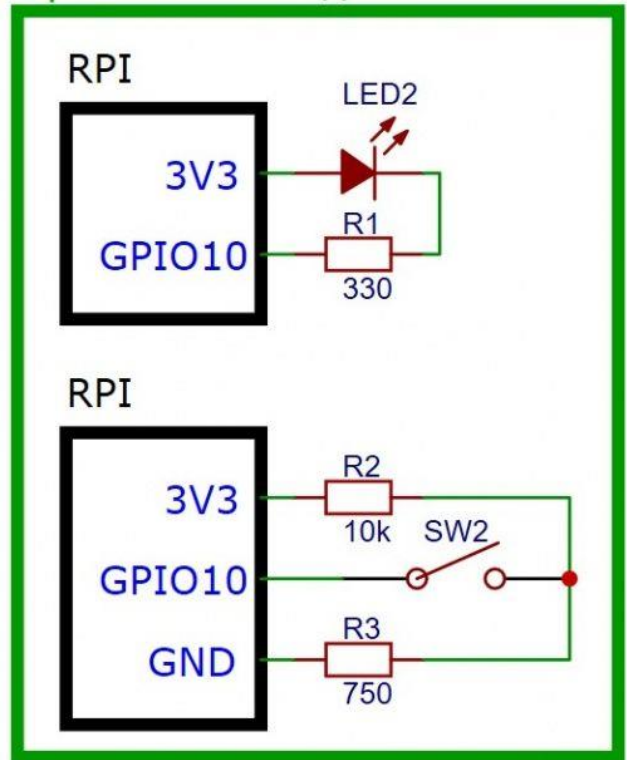 RPI
LED2
3V3
R1
GPIO10
330
RPI
R2
3V3
10k
SW2
GPIO10
R3
GND
750